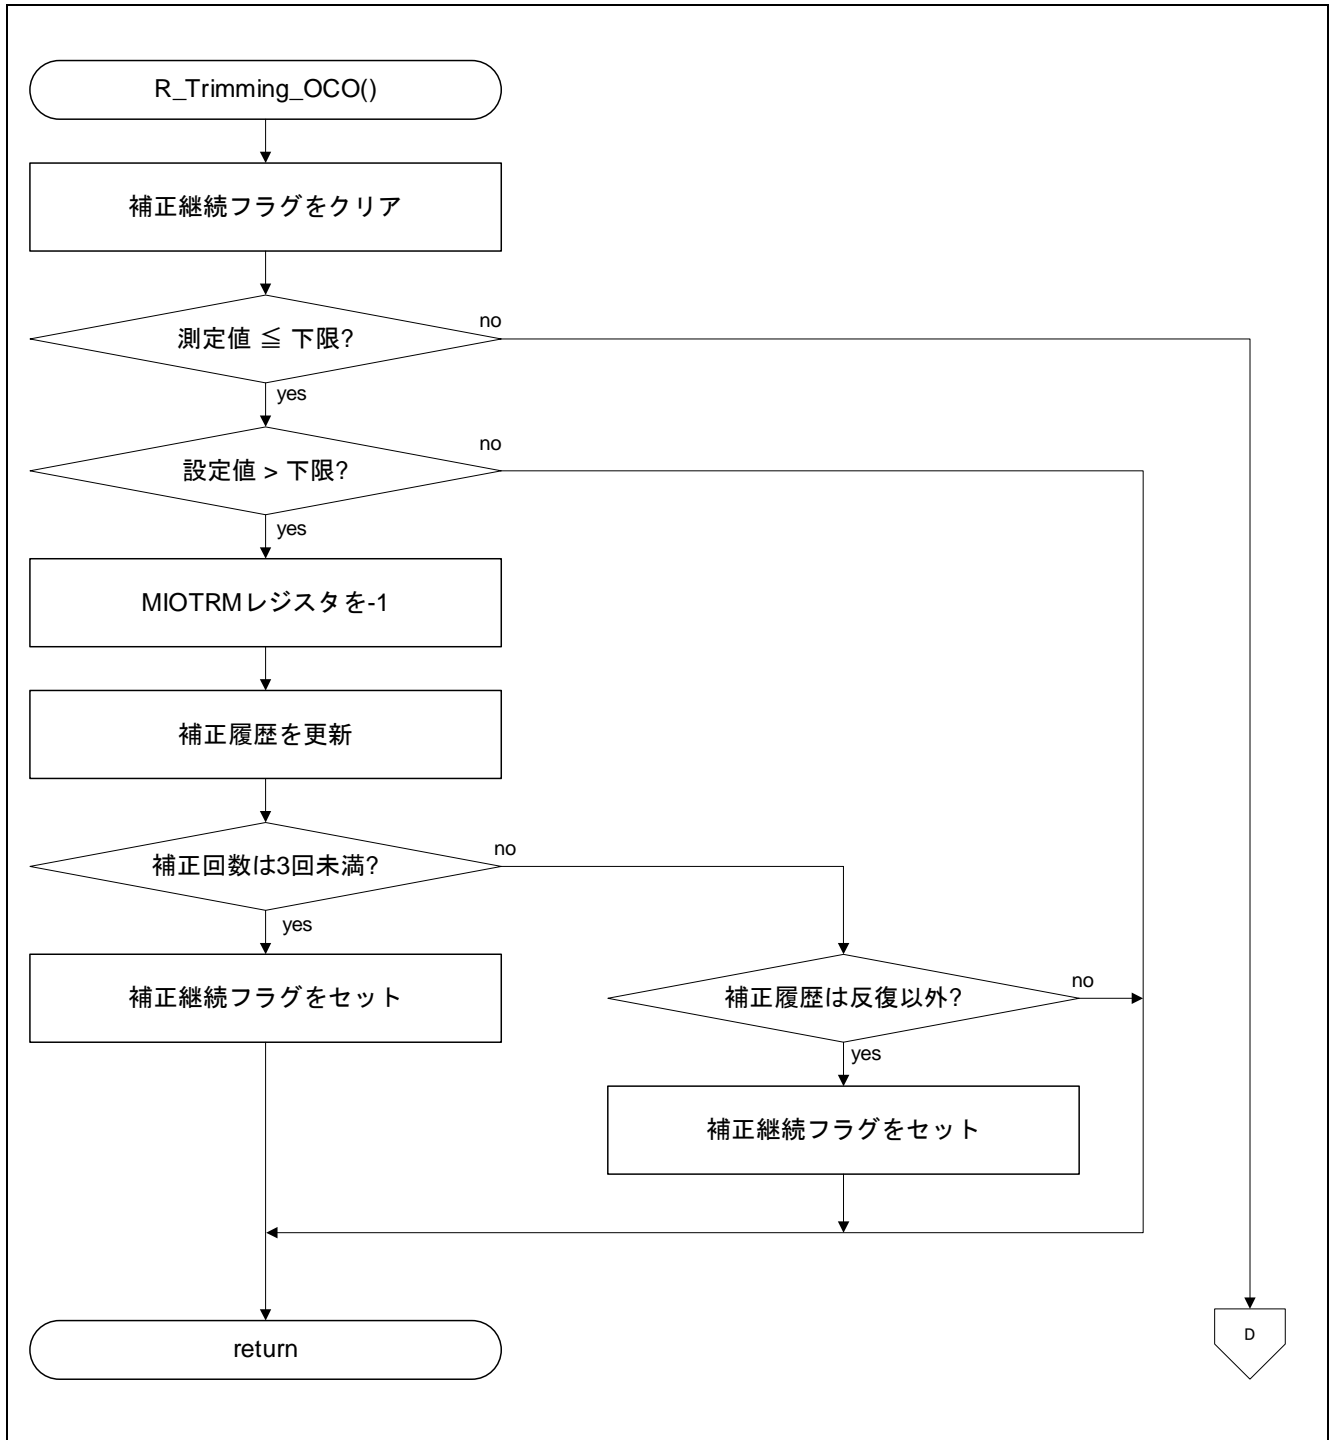 R_Trimming_OCO()
補正継続フラグをクリア
測定値 ≦ 下限?
no
yes
設定値 > 下限?
no
yes
MIOTRMレジスタを-1
補正履歴を更新
補正回数は3回未満?
no
yes
補正継続フラグをセット
補正履歴は反復以外?
no
yes
補正継続フラグをセット
return
D